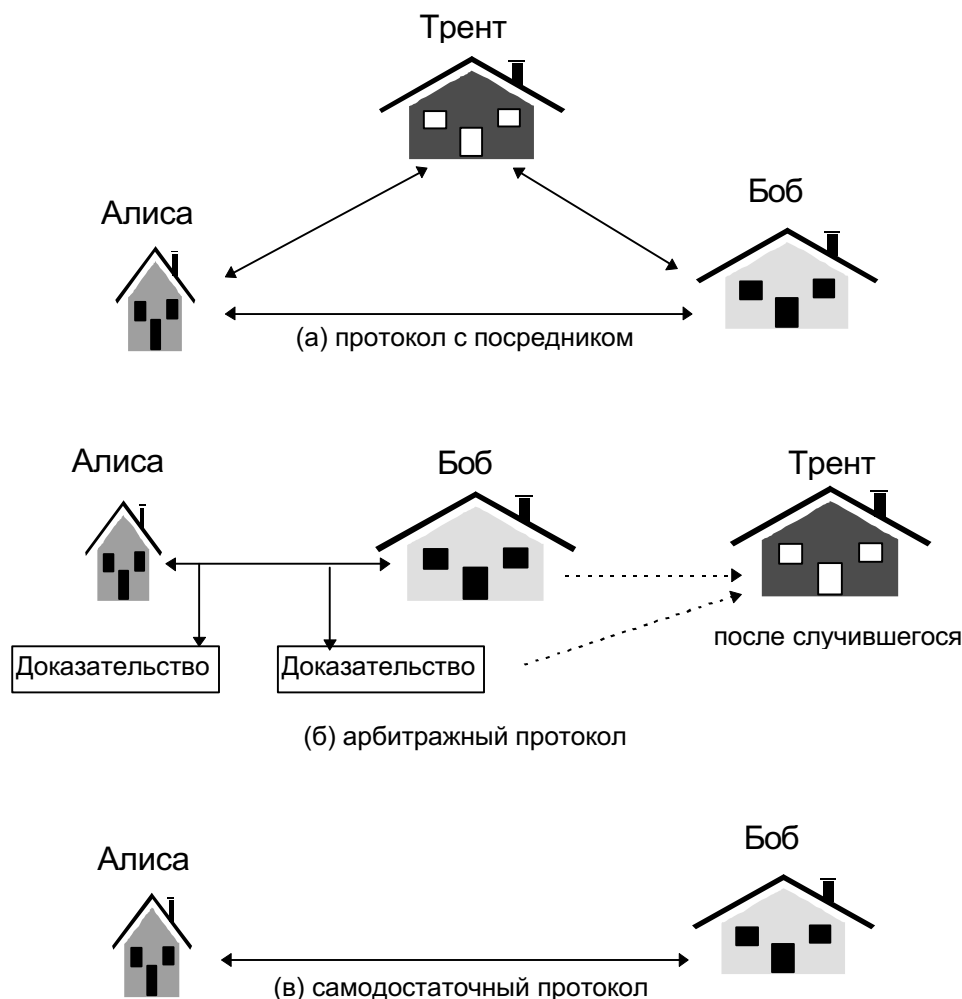 Трент
Боб
Алиса
(а) протокол с посредником
Алиса
Боб
Трент
после случившегося
Доказательство
Доказательство
(б) арбитражный протокол
Боб
Алиса
(в) самодостаточный протокол